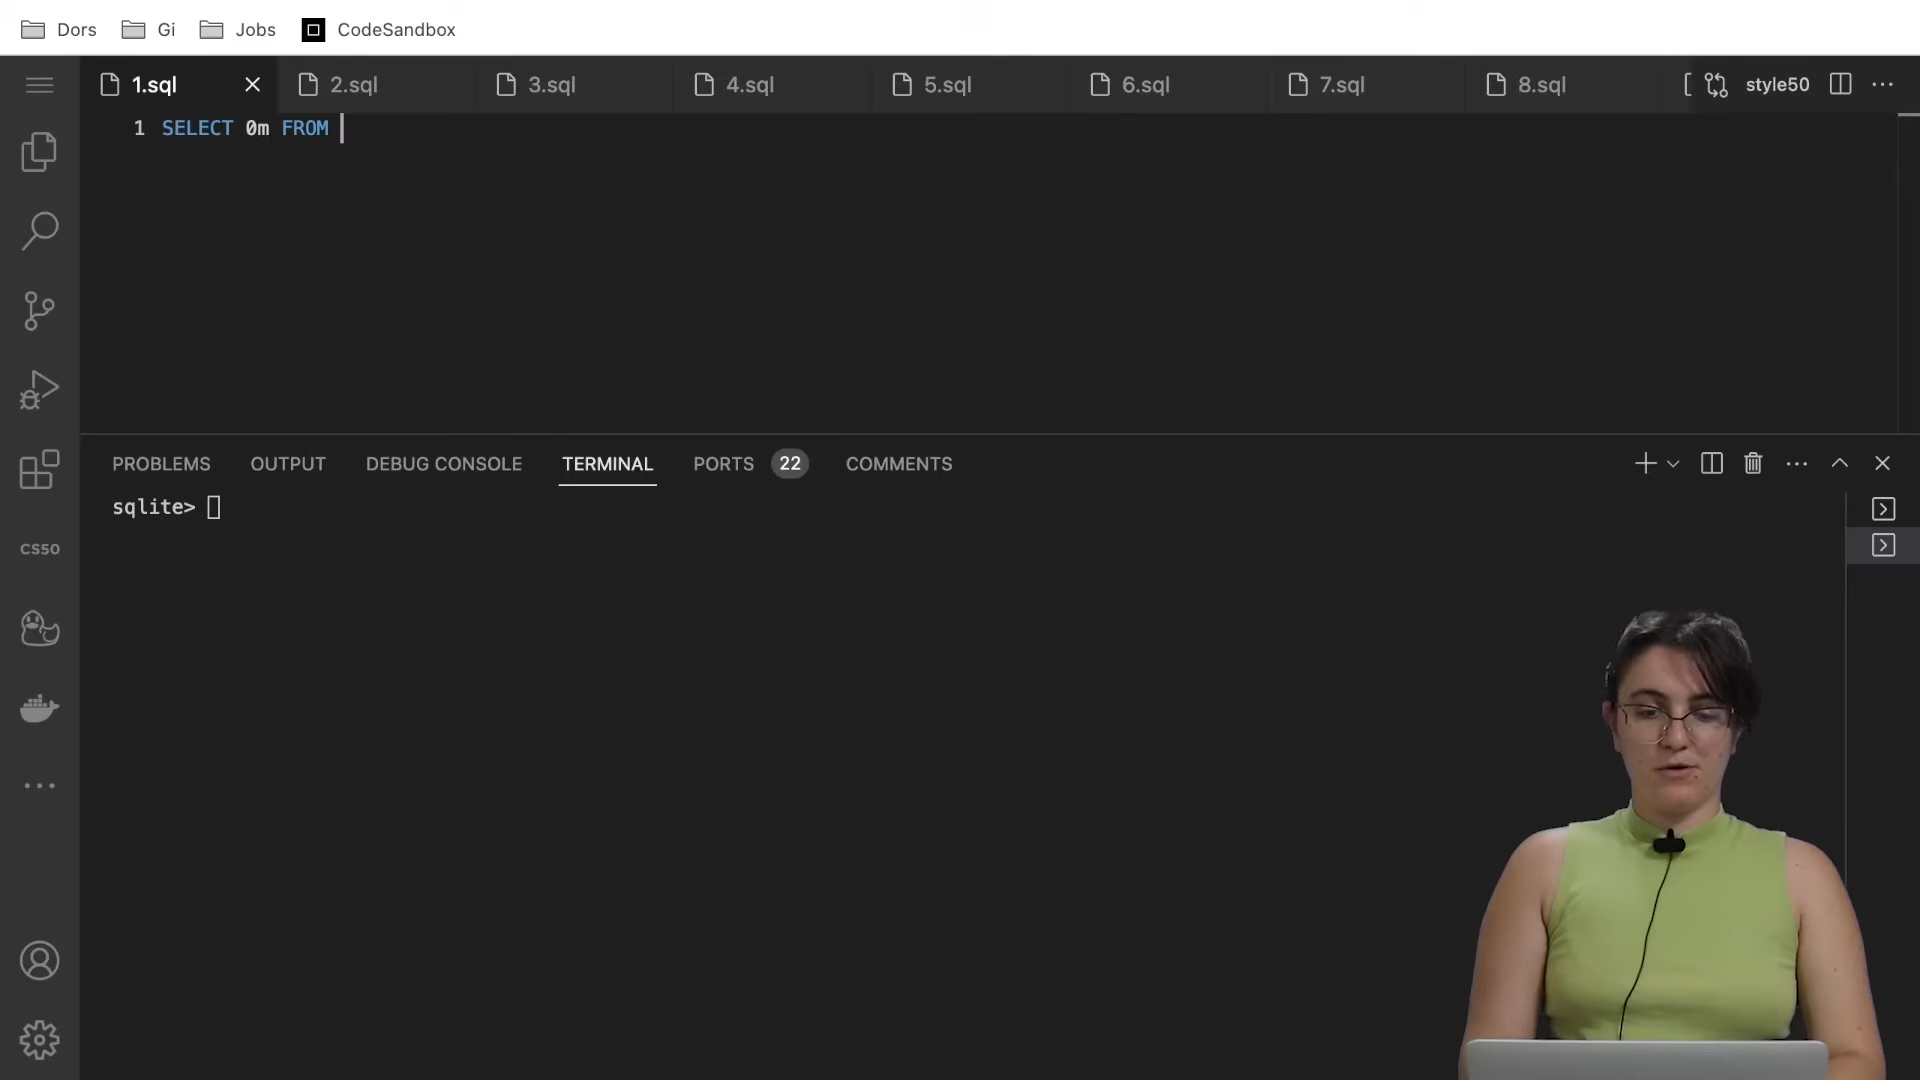 Dors Gi Jobs CodeSandbox
1.sql 2.sql 3.sql 4.sql 5.sql 6.sql 7.sql 8.sql style50
1 SELECT 0m FROM
PROBLEMS OUTPUT DEBUG CONSOLE TERMINAL PORTS 22 COMMENTS
sqlite>
CS50